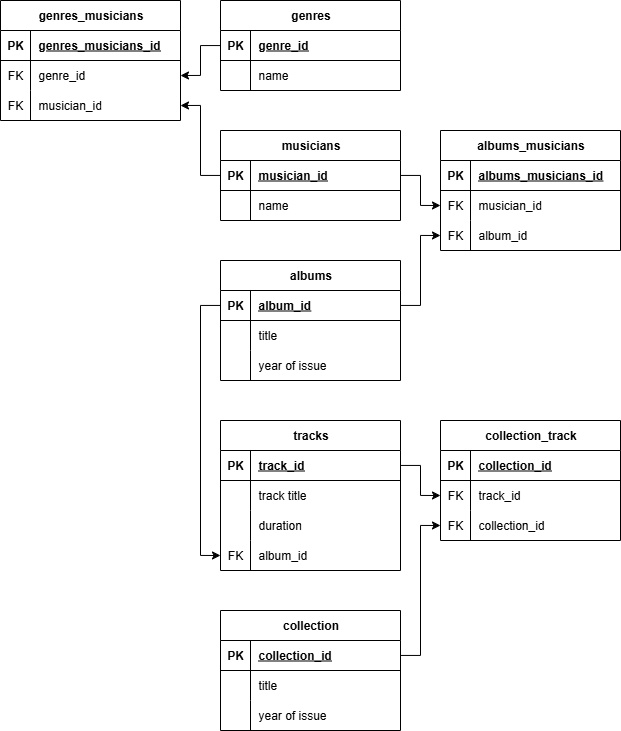 genres_musicians
PK genres_musicians_id
FK genre_id
FK musician_id
genres
PK genre_id
name
musicians
PK musician_id
name
albums_musicians
PK albums_musicians_id
FK musician_id
FK album_id
albums
PK album_id
title
year of issue
tracks
PK track_id
track title
duration
FK album_id
collection_track
PK collection_id
FK track_id
FK collection_id
collection
PK collection_id
title
year of issue